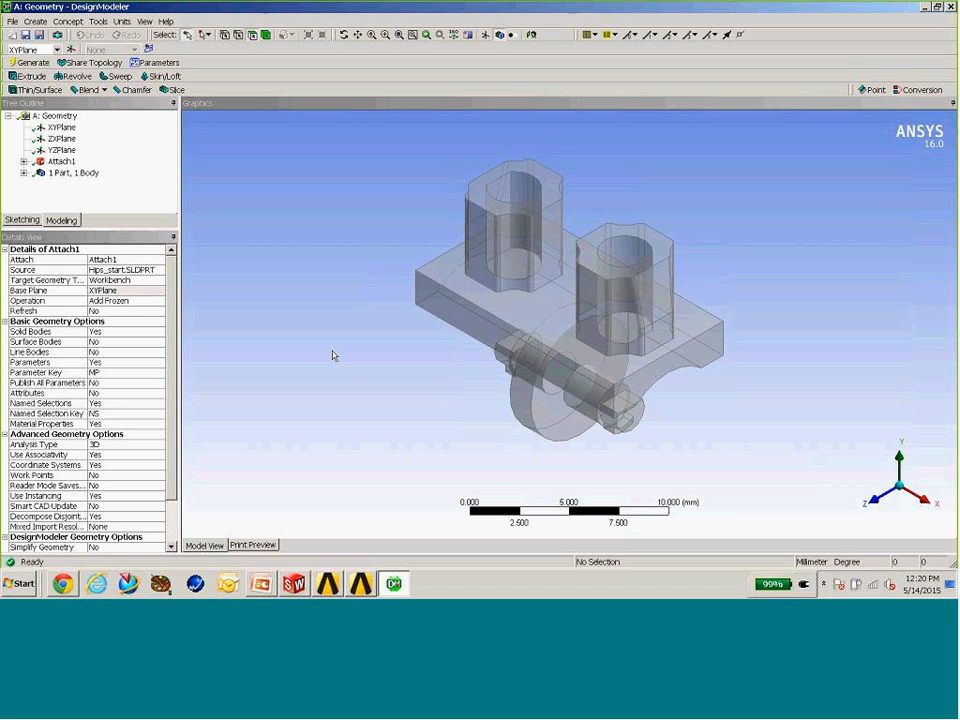 A: Geometry - DesignModeler
File Create Concept Tools Units View Help
Undo Redo Select:
XYPlane None
Generate Share Topology Parameters
Extrude Revolve Sweep Skin/Loft
Thin/Surface Blend Chamfer Slice Point Conversion
Tree Outline
Graphics
A: Geometry
XYPlane
ZXPlane
YZPlane
Attach1
1 Part, 1 Body
ANSYS
16.0
Sketching Modeling
Details View
Details of Attach1
Attach Attach1
Source Hips_start.SLDPRT
Target Geometry T... Workbench
Base Plane XYPlane
Operation Add Frozen
Refresh No
Basic Geometry Options
Solid Bodies Yes
Surface Bodies No
Line Bodies No
Parameters Yes
Parameter Key MP
Publish All Parameters No
Attributes No
Named Selections Yes
Named Selection Key NS
Material Properties Yes
Advanced Geometry Options
Analysis Type 3D
Use Associativity Yes
Coordinate Systems Yes
Work Points No
Reader Mode Saves... No
Use Instancing Yes
Smart CAD Update No
Decompose Disjoint... Yes
Mixed Import Resol... None
DesignModeler Geometry Options
Simplify Geometry No
0.000 5.000 10.000 (mm)
2.500 7.500
Y
Z X
Model View Print Preview
Ready No Selection Millimeter Degree 0 0
Start 99% 12:20 PM
5/14/2015